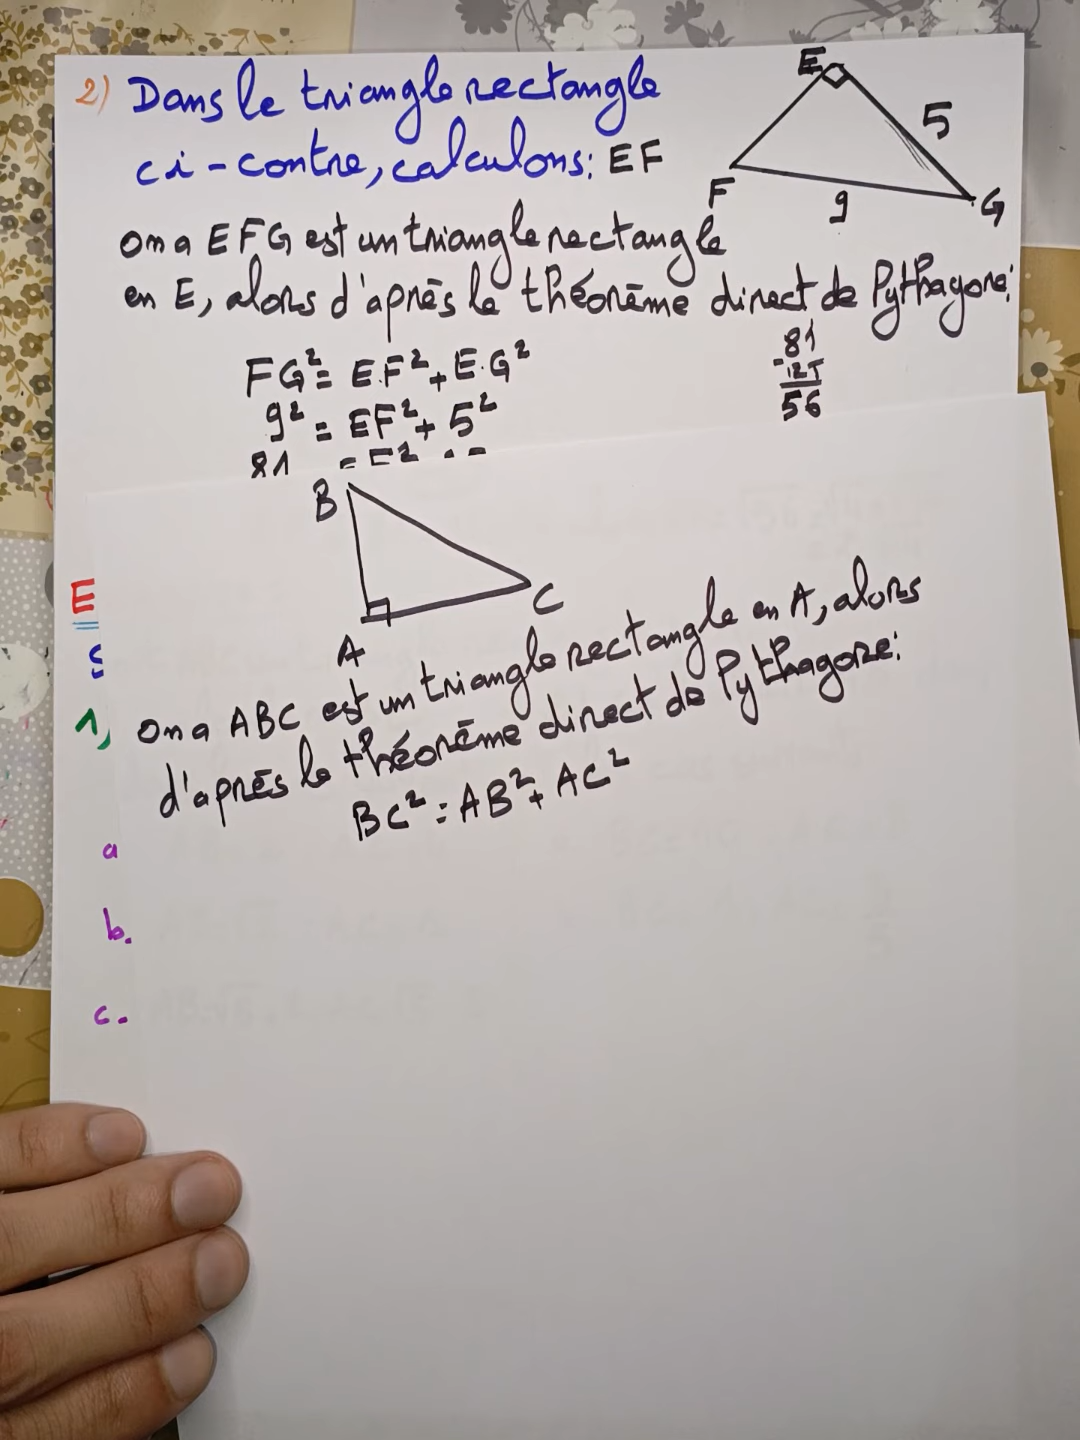 2) Dans le triangle rectangle
ci-contre, calculons: EF
E
5
F
9
G
on a EFG est un triangle rectangle
en E, alors d'après le théorème direct de Pythagore:
FG² = EF² + EG²
9² = EF² + 5²
81
81
- 25
56
B
C
A
E
1) on a ABC est un triangle rectangle en A, alors
d'après le théorème direct de Pythagore:
BC² = AB² + AC²
a
b.
c.